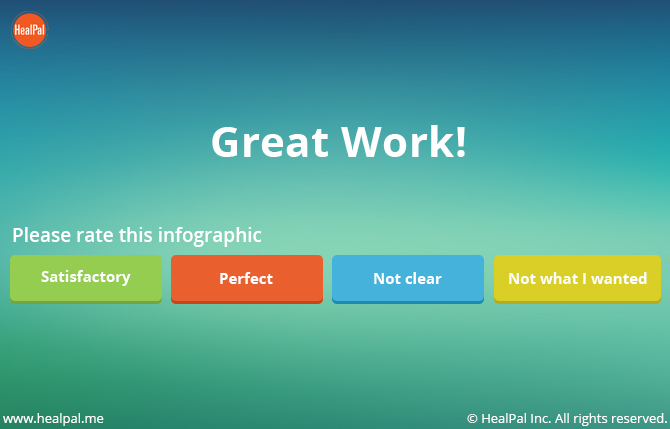 HealPal
Great Work!
Please rate this infographic
Satisfactory
Perfect
Not clear
Not what I wanted
www.healpal.me
© HealPal Inc. All rights reserved.